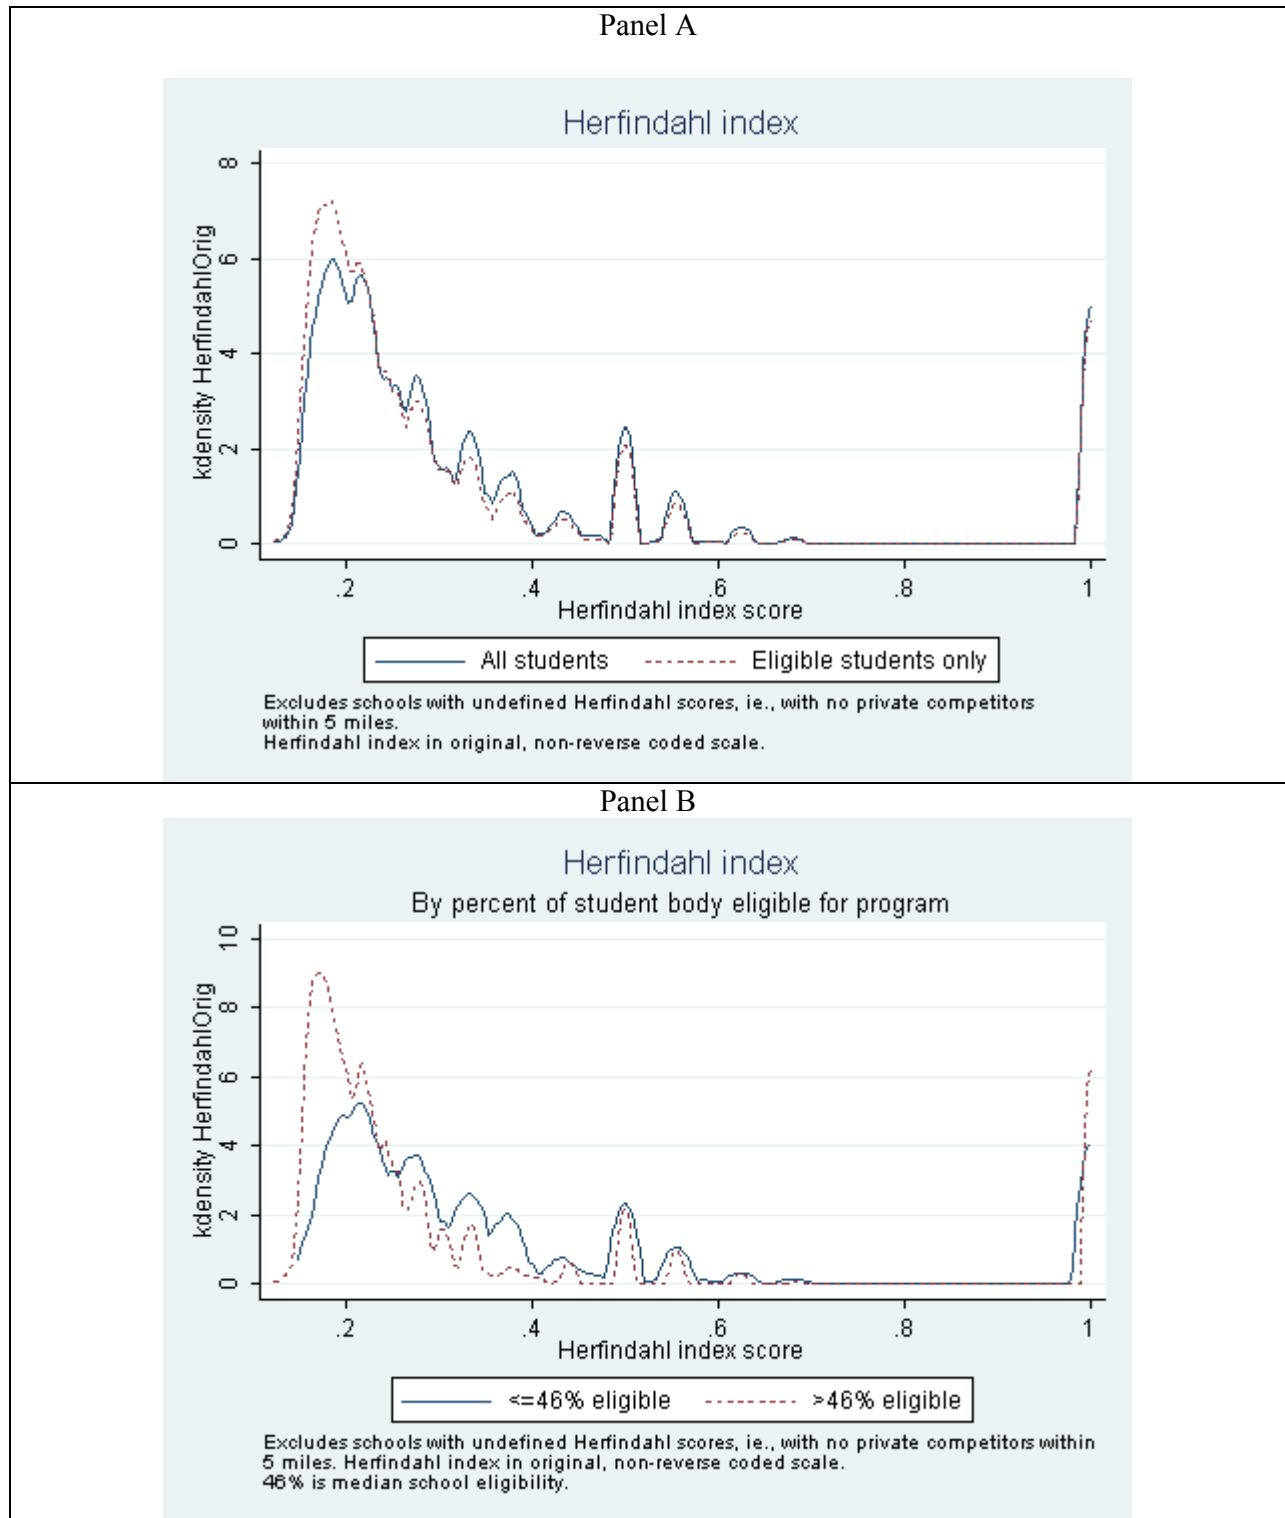 Panel A
Herfindahl index
8
6
4
2
0
kdensity HerfindahlOrig
.2
.4
.6
.8
1
Herfindahl index score
All students
Eligible students only
Excludes schools with undefined Herfindahl scores, ie., with no private competitors
within 5 miles.
Herfindahl index in original, non-reverse coded scale.
Panel B
Herfindahl index
By percent of student body eligible for program
10
8
6
4
2
0
kdensity HerfindahlOrig
.2
.4
.6
.8
1
Herfindahl index score
<=46% eligible
>46% eligible
Excludes schools with undefined Herfindahl scores, ie., with no private competitors within
5 miles. Herfindahl index in original, non-reverse coded scale.
46% is median school eligibility.